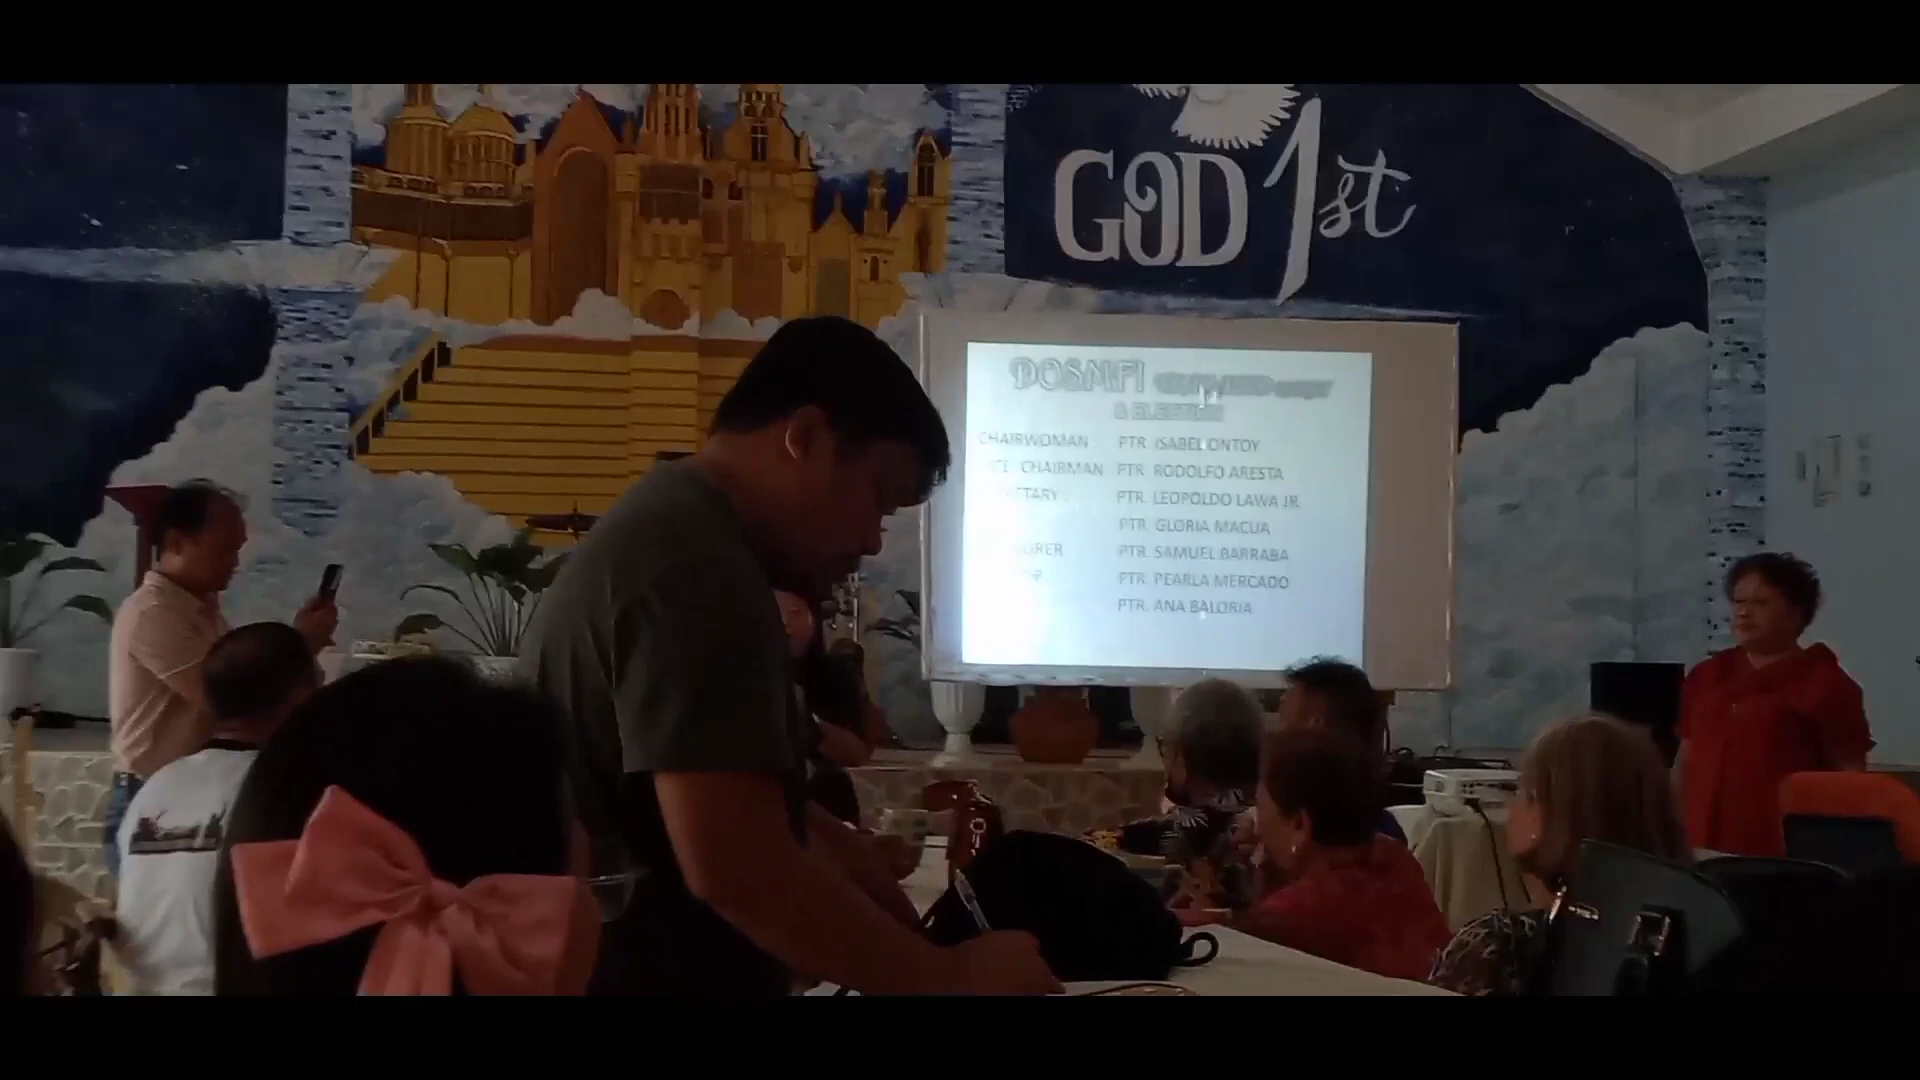 GOD 1st
DOSMFI
& ELECTION
CHAIRWOMAN : PTR. ISABEL ONTOY
CHAIRMAN PTR. RODOLFO ARESTA
PTR. LEOPOLDO LAWA JR.
PTR. GLORIA MACUA
PTR. SAMUEL BARRABA
PTR. PEARLA MERCADO
PTR. ANA BALORIA